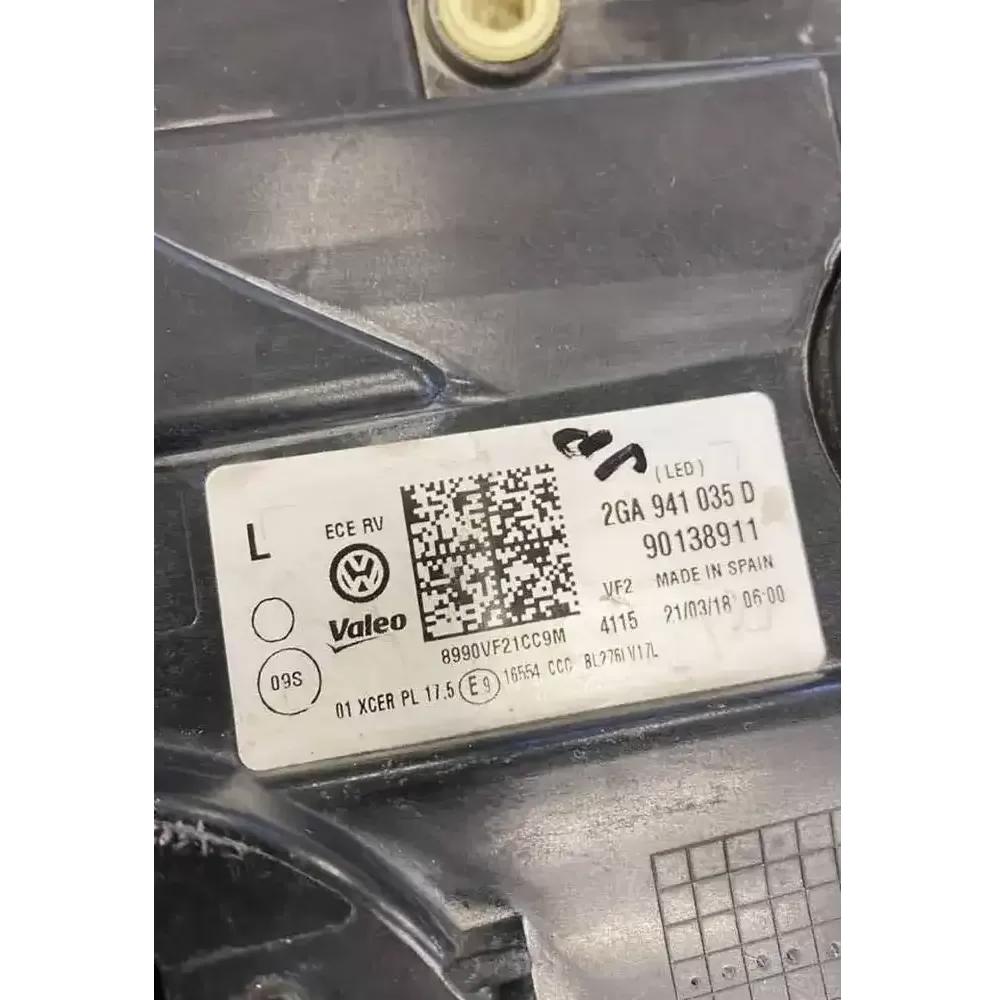 L
ECE RV
(LED)
2GA 941 035 D
90138911
Valeo
8990VF21CC9M
VF2 MADE IN SPAIN
4115 21/03/18 06:00
09S
01 XCER PL 17.5 E9 16554 CCC